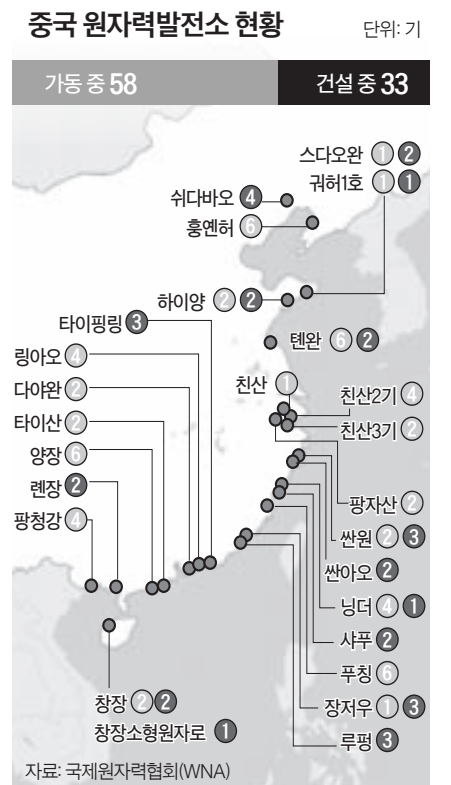 중국 원자력발전소 현황 단위: 기
가동 중 58 건설 중 33
스다오완 1 2
궈허1호 1 1
쉬다바오 4
훙옌허 6
하이양 2 2
타이핑링 3
톈완 6 2
링아오 4
다야완 2
타이산 2
양장 6
롄장 2
팡청강 4
친산 1
친산2기 4
친산3기 2
팡자산 2
싼원 2 3
싼아오 2
닝더 4 1
샤푸 2
푸칭 6
장저우 1 3
루펑 3
창장 2 2
창장소형원자로 1
자료: 국제원자력협회(WNA)